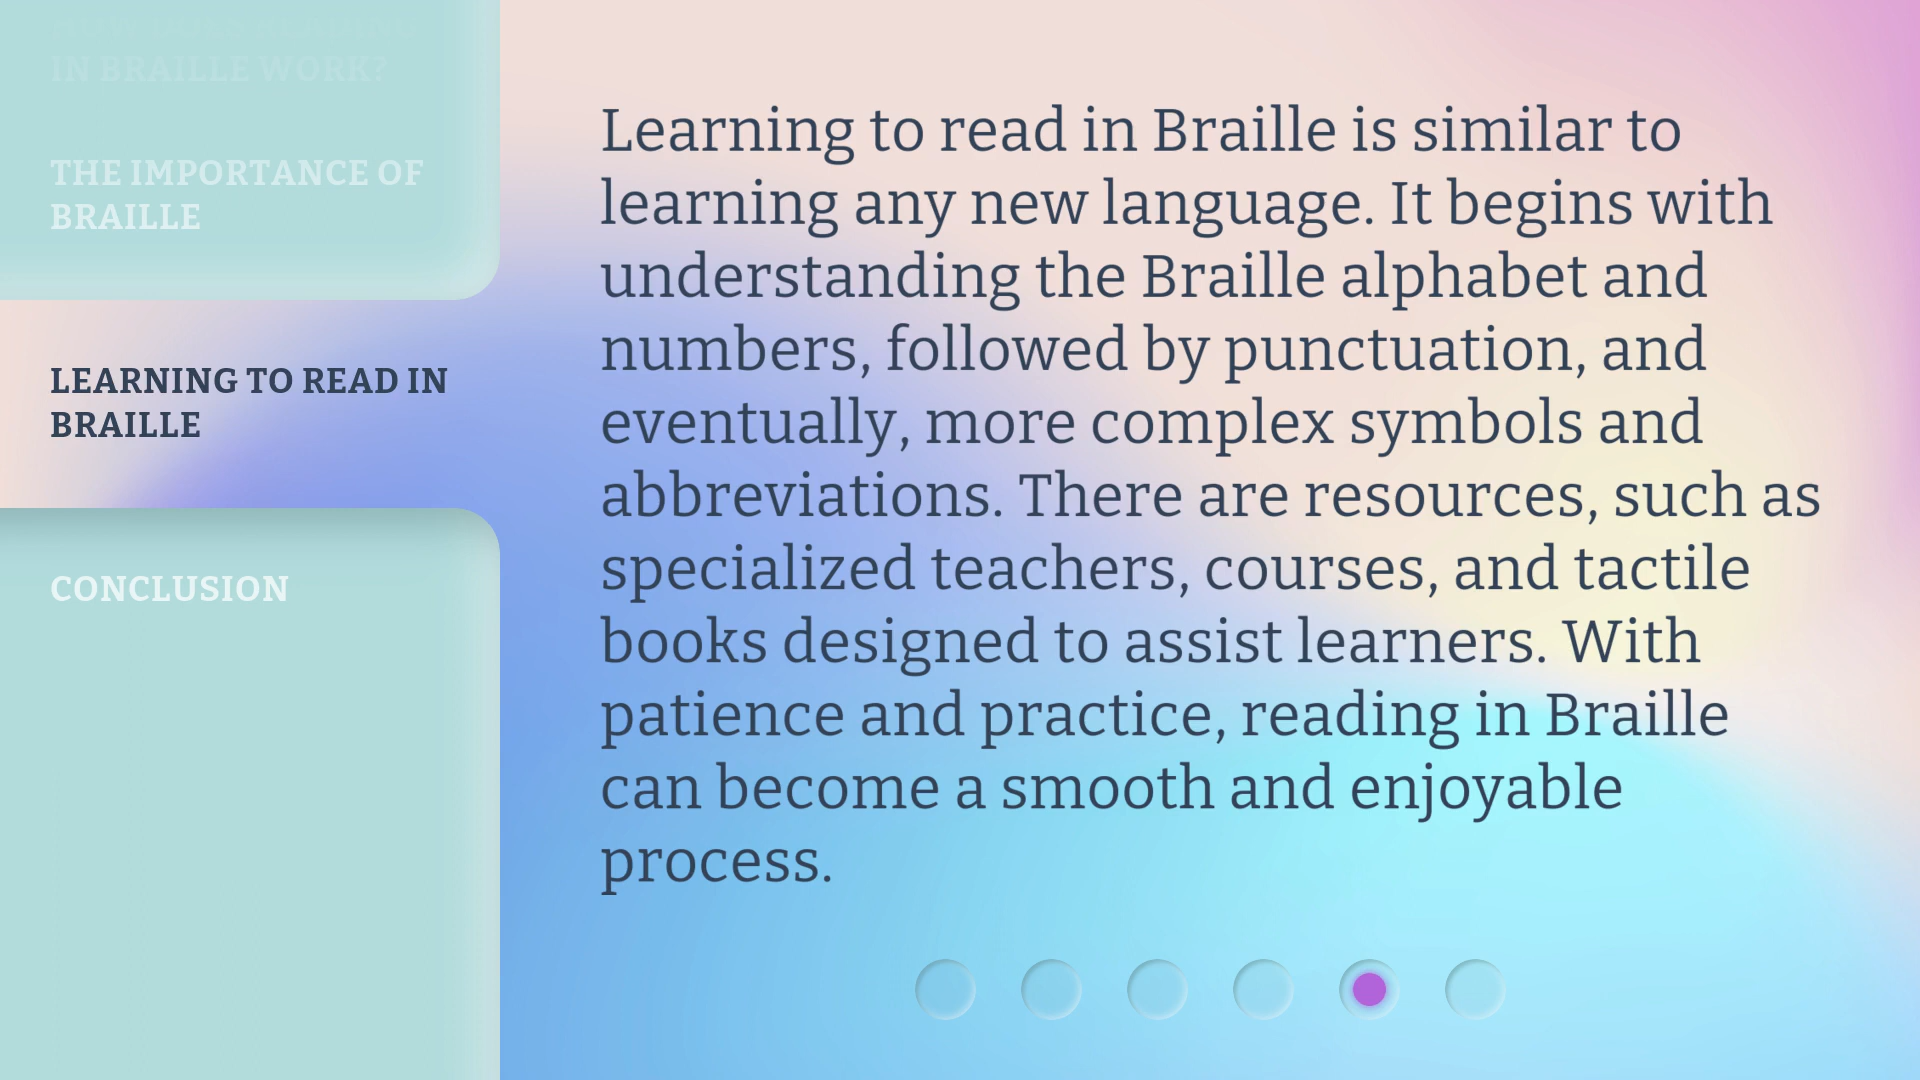 HOW DOES READING
IN BRAILLE WORK?
THE IMPORTANCE OF
BRAILLE
LEARNING TO READ IN
BRAILLE
CONCLUSION
Learning to read in Braille is similar to
learning any new language. It begins with
understanding the Braille alphabet and
numbers, followed by punctuation, and
eventually, more complex symbols and
abbreviations. There are resources, such as
specialized teachers, courses, and tactile
books designed to assist learners. With
patience and practice, reading in Braille
can become a smooth and enjoyable
process.